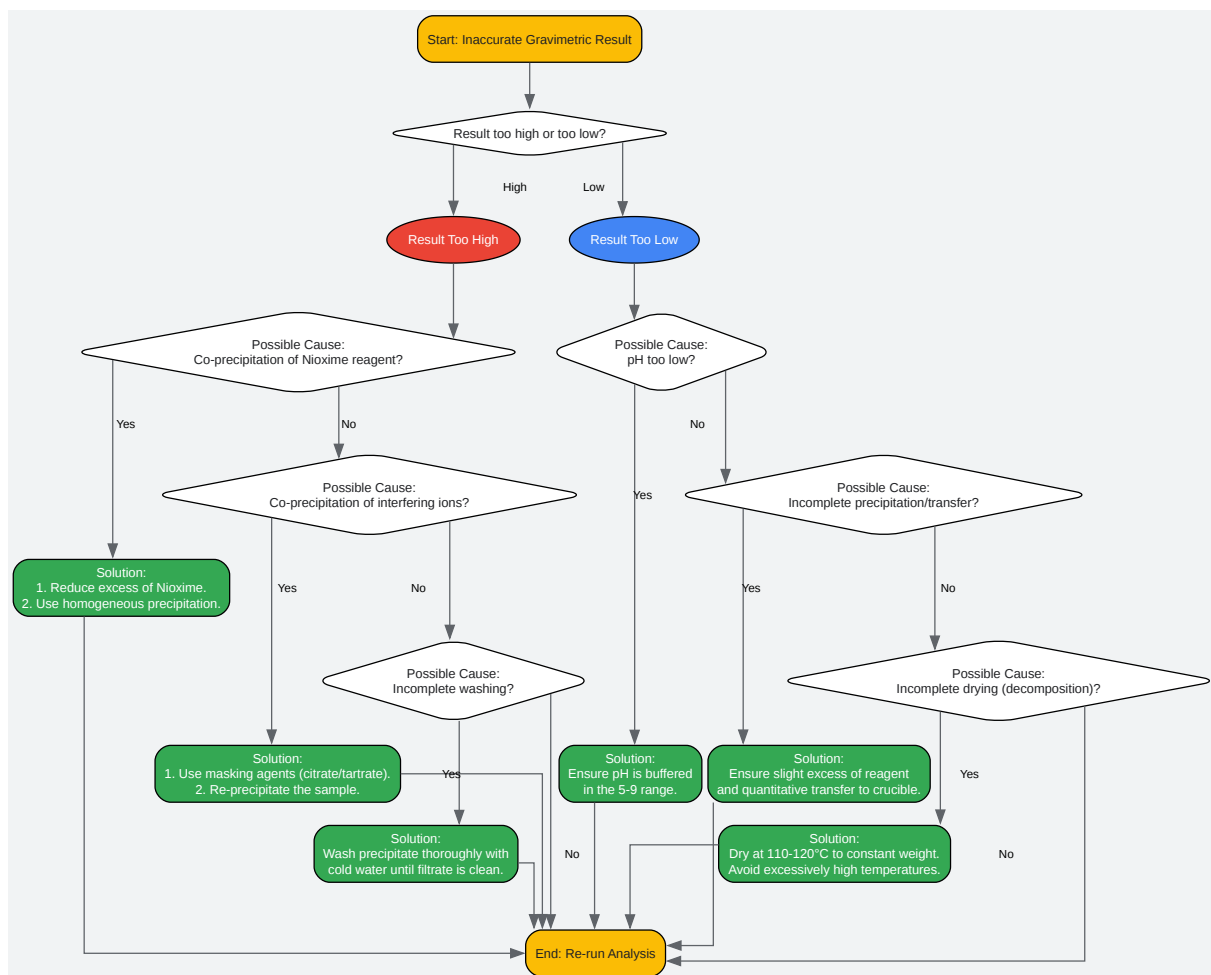 Start: Inaccurate Gravimetric Result
Result too high or too low?
High
Low
Result Too High
Result Too Low
Possible Cause:
Co-precipitation of Nioxime reagent?
Possible Cause:
pH too low?
Yes
No
No
Possible Cause:
Co-precipitation of interfering ions?
Yes
Possible Cause:
Incomplete precipitation/transfer?
Solution:
1. Reduce excess of Nioxime.
2. Use homogeneous precipitation.
Yes
No
Yes
No
Possible Cause:
Incomplete washing?
Possible Cause:
Incomplete drying (decomposition)?
Solution:
1. Use masking agents (citrate/tartrate).
2. Re-precipitate the sample.
Yes
Solution:
Ensure pH is buffered
in the 5-9 range.
Solution:
Ensure slight excess of reagent
and quantitative transfer to crucible.
Yes
Solution:
Wash precipitate thoroughly with
cold water until filtrate is clean.
No
Solution:
Dry at 110-120°C to constant weight.
Avoid excessively high temperatures.
No
End: Re-run Analysis